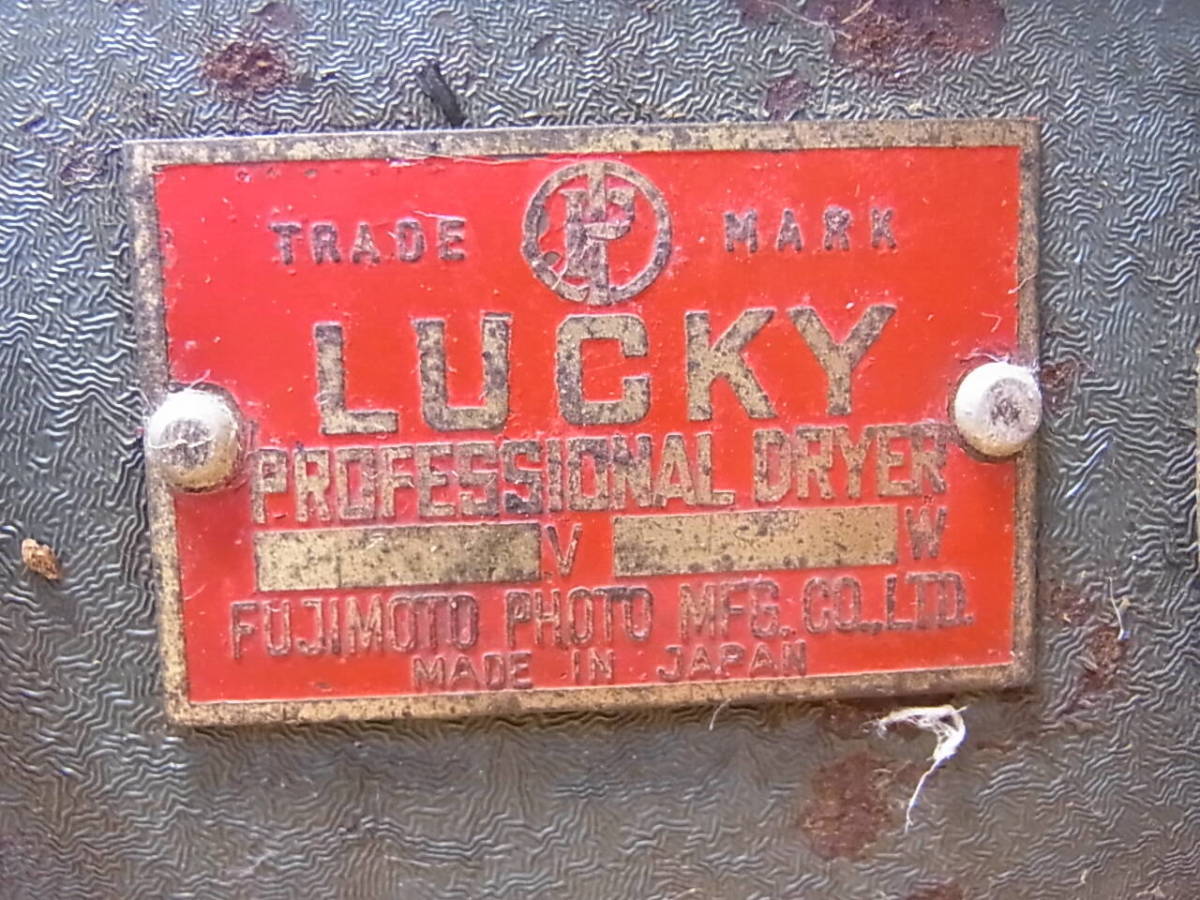 TRADE MARK
LUCKY
PROFESSIONAL DRYER
V W
FUJIMOTO PHOTO MFG. CO., LTD.
MADE IN JAPAN